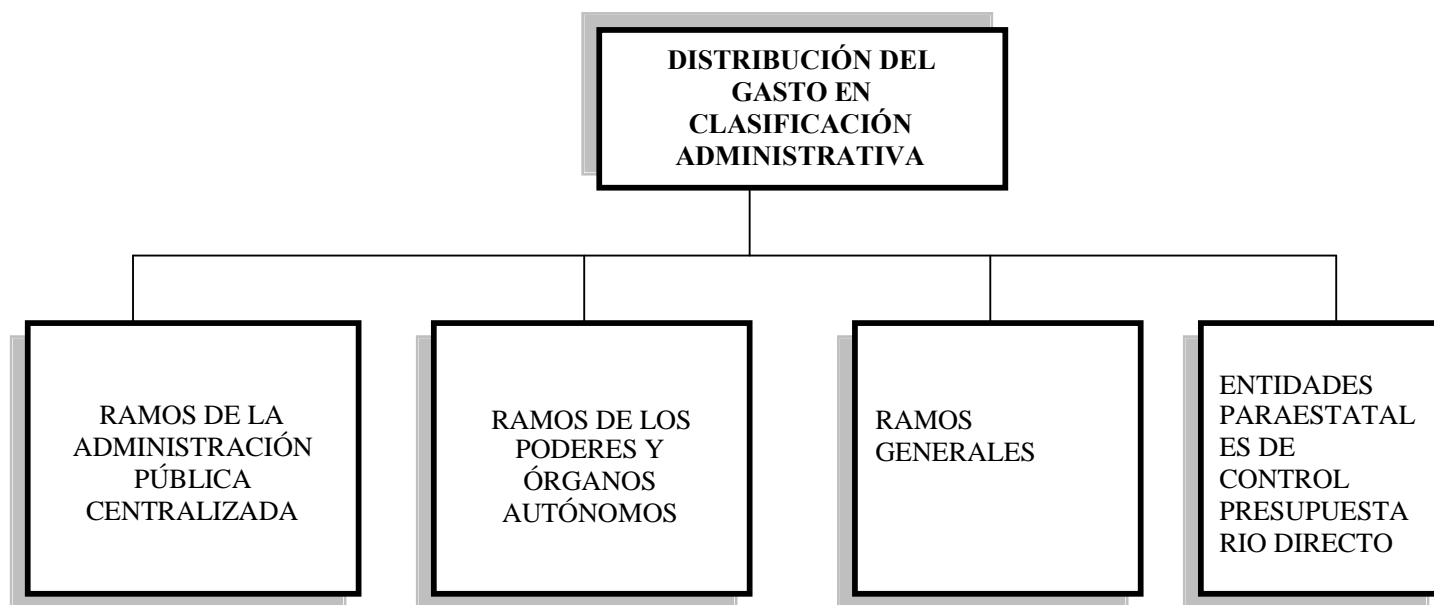 DISTRIBUCIÓN DEL
GASTO EN
CLASIFICACIÓN
ADMINISTRATIVA
RAMOS DE LA
ADMINISTRACIÓN
PÚBLICA
CENTRALIZADA
RAMOS DE LOS
PODERES Y
ÓRGANOS
AUTÓNOMOS
RAMOS
GENERALES
ENTIDADES
PARAESTATAL
ES DE
CONTROL
PRESUPUESTA
RIO DIRECTO